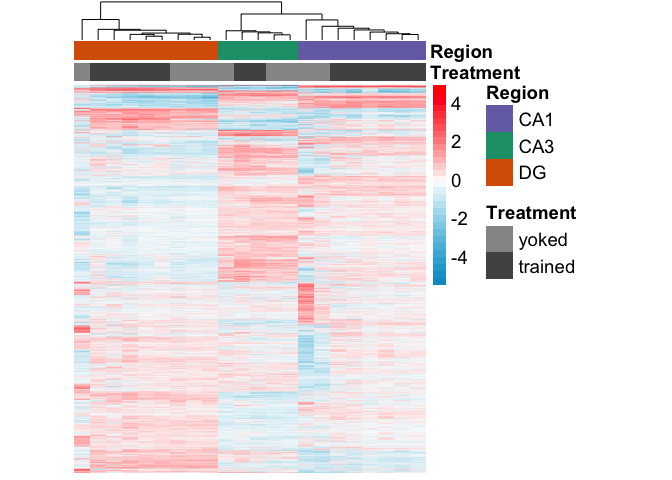 Region
Treatment
4
2
0
-2
-4
Region
CA1
CA3
DG
Treatment
yoked
trained